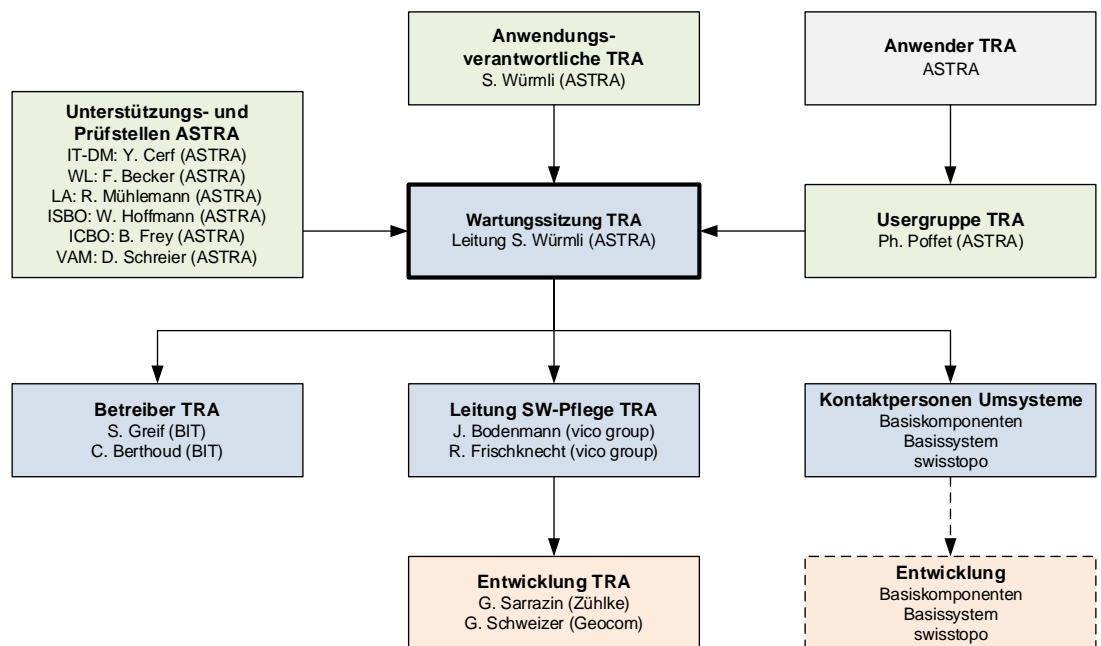 Anwendungs-
verantwortliche TRA
S. Würmli (ASTRA)
Anwender TRA
ASTRA
Unterstützungs- und
Prüfstellen ASTRA
IT-DM: Y. Cerf (ASTRA)
WL: F. Becker (ASTRA)
LA: R. Mühlemann (ASTRA)
ISBO: W. Hoffmann (ASTRA)
ICBO: B. Frey (ASTRA)
VAM: D. Schreier (ASTRA)
Wartungssitzung TRA
Leitung S. Würmli (ASTRA)
Usergruppe TRA
Ph. Poffet (ASTRA)
Betreiber TRA
S. Greif (BIT)
C. Berthoud (BIT)
Leitung SW-Pflege TRA
J. Bodenmann (vico group)
R. Frischknecht (vico group)
Kontaktpersonen Umsysteme
Basiskomponenten
Basissystem
swisstopo
Entwicklung TRA
G. Sarrazin (Zühlke)
G. Schweizer (Geocom)
Entwicklung
Basiskomponenten
Basissystem
swisstopo